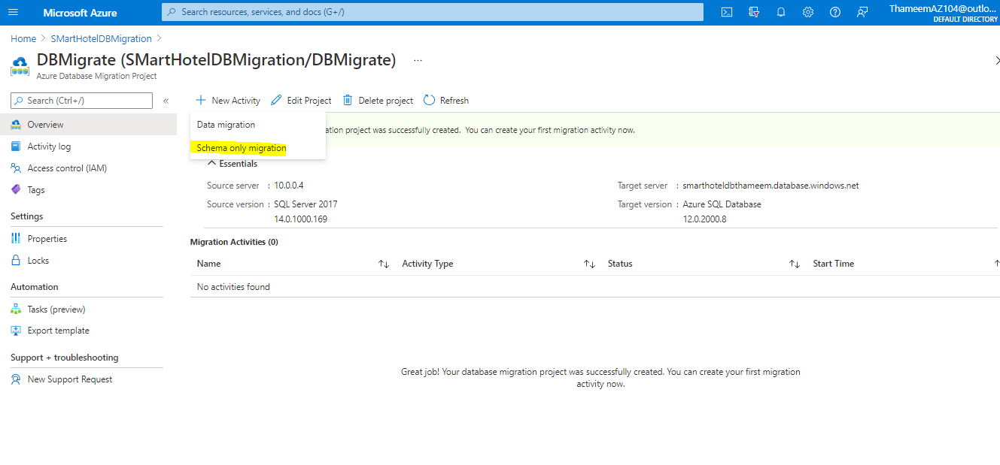 Microsoft Azure
Search resources, services, and docs (G+/)
ThameemAZ104@outlo...
DEFAULT DIRECTORY
Home > SMartHotelDBMigration >
DBMigrate (SMartHotelDBMigration/DBMigrate) ...
Azure Database Migration Project
Search (Ctrl+/)
«
Overview
Activity log
Access control (IAM)
Tags
Settings
Properties
Locks
Automation
Tasks (preview)
Export template
Support + troubleshooting
New Support Request
New Activity Edit Project Delete project Refresh
Data migration
Schema only migration
ation project was successfully created. You can create your first migration activity now.
Essentials
Source server : 10.0.0.4
Source version : SQL Server 2017
14.0.1000.169
Target server : smarthoteldbthameem.database.windows.net
Target version : Azure SQL Database
12.0.2000.8
Migration Activities (0)
Name Activity Type Status Start Time
No activities found
Great job! Your database migration project was successfully created. You can create your first migration
activity now.